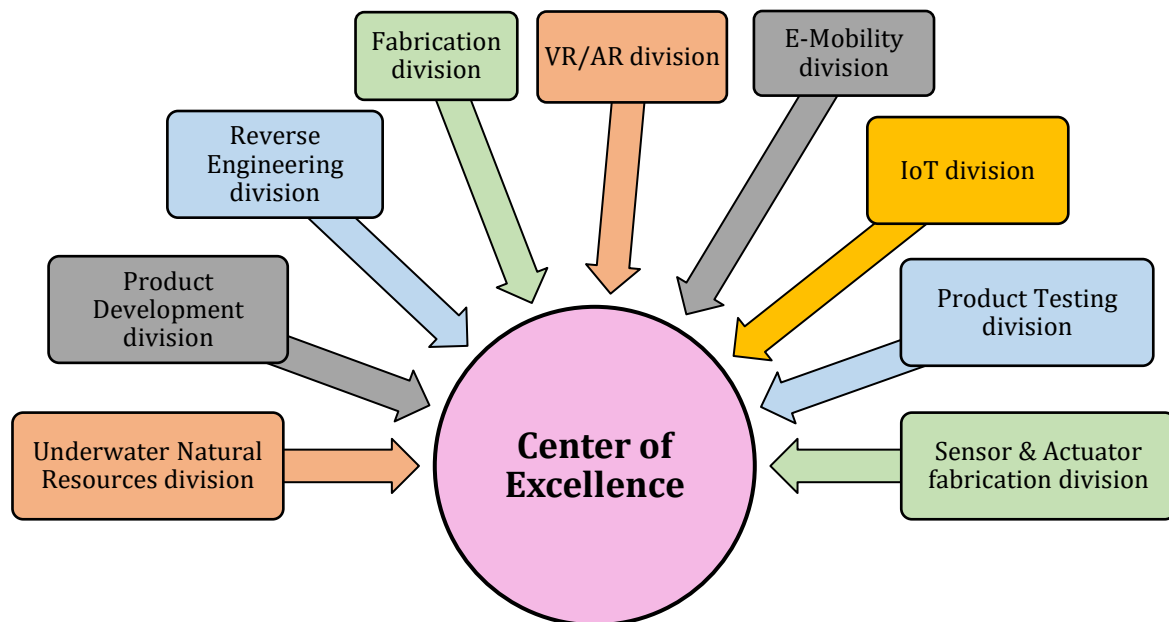 Fabrication
division
VR/AR division
E-Mobility
division
Reverse
Engineering
division
IoT division
Product
Development
division
Product Testing
division
Underwater Natural
Resources division
Center of
Excellence
Sensor & Actuator
fabrication division